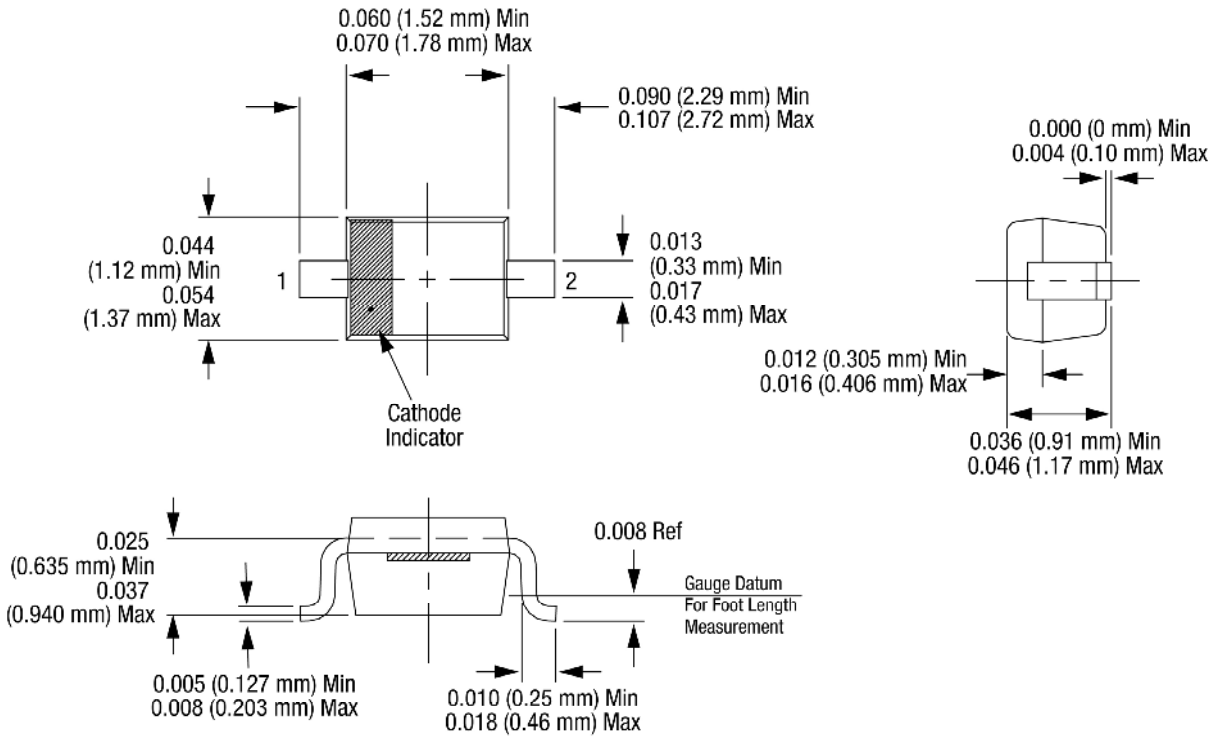 0.060 (1.52 mm) Min
0.070 (1.78 mm) Max
0.090 (2.29 mm) Min
0.107 (2.72 mm) Max
0.000 (0 mm) Min
0.004 (0.10 mm) Max
0.044
(1.12 mm) Min
0.054
(1.37 mm) Max
1
2
0.013
(0.33 mm) Min
0.017
(0.43 mm) Max
Cathode
Indicator
0.012 (0.305 mm) Min
0.016 (0.406 mm) Max
0.036 (0.91 mm) Min
0.046 (1.17 mm) Max
0.025
(0.635 mm) Min
0.037
(0.940 mm) Max
0.008 Ref
Gauge Datum
For Foot Length
Measurement
0.005 (0.127 mm) Min
0.008 (0.203 mm) Max
0.010 (0.25 mm) Min
0.018 (0.46 mm) Max